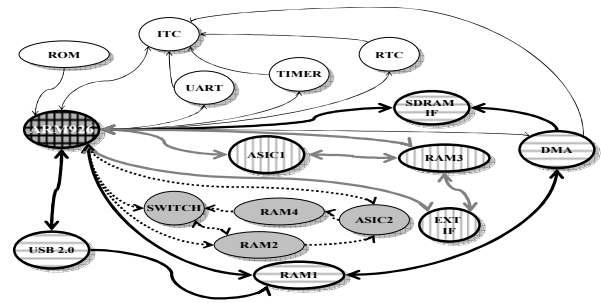 ITC
ROM
RTC
TIMER
UART
SDRAM
IF
ARM926
ASIC1
RAM3
DMA
SWITCH
RAM4
ASIC2
EXT
IF
RAM2
USB 2.0
RAM1